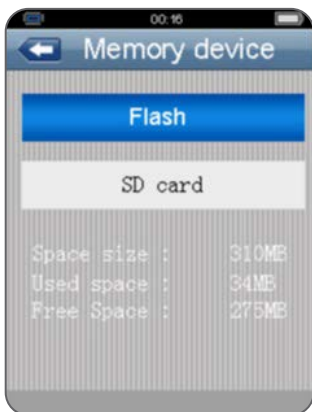 00:16
Memory device
Flash
SD card
Space size : 310MB
Used space : 34MB
Free Space : 275MB